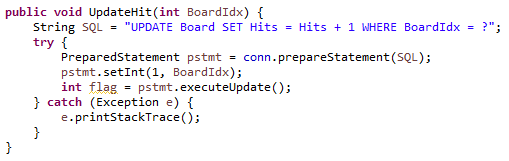 public void UpdateHit(int BoardIdx) {
    String SQL = "UPDATE Board SET Hits = Hits + 1 WHERE BoardIdx = ?";
    try {
        PreparedStatement pstmt = conn.prepareStatement(SQL);
        pstmt.setInt(1, BoardIdx);
        int flag = pstmt.executeUpdate();
    } catch (Exception e) {
        e.printStackTrace();
    }
}